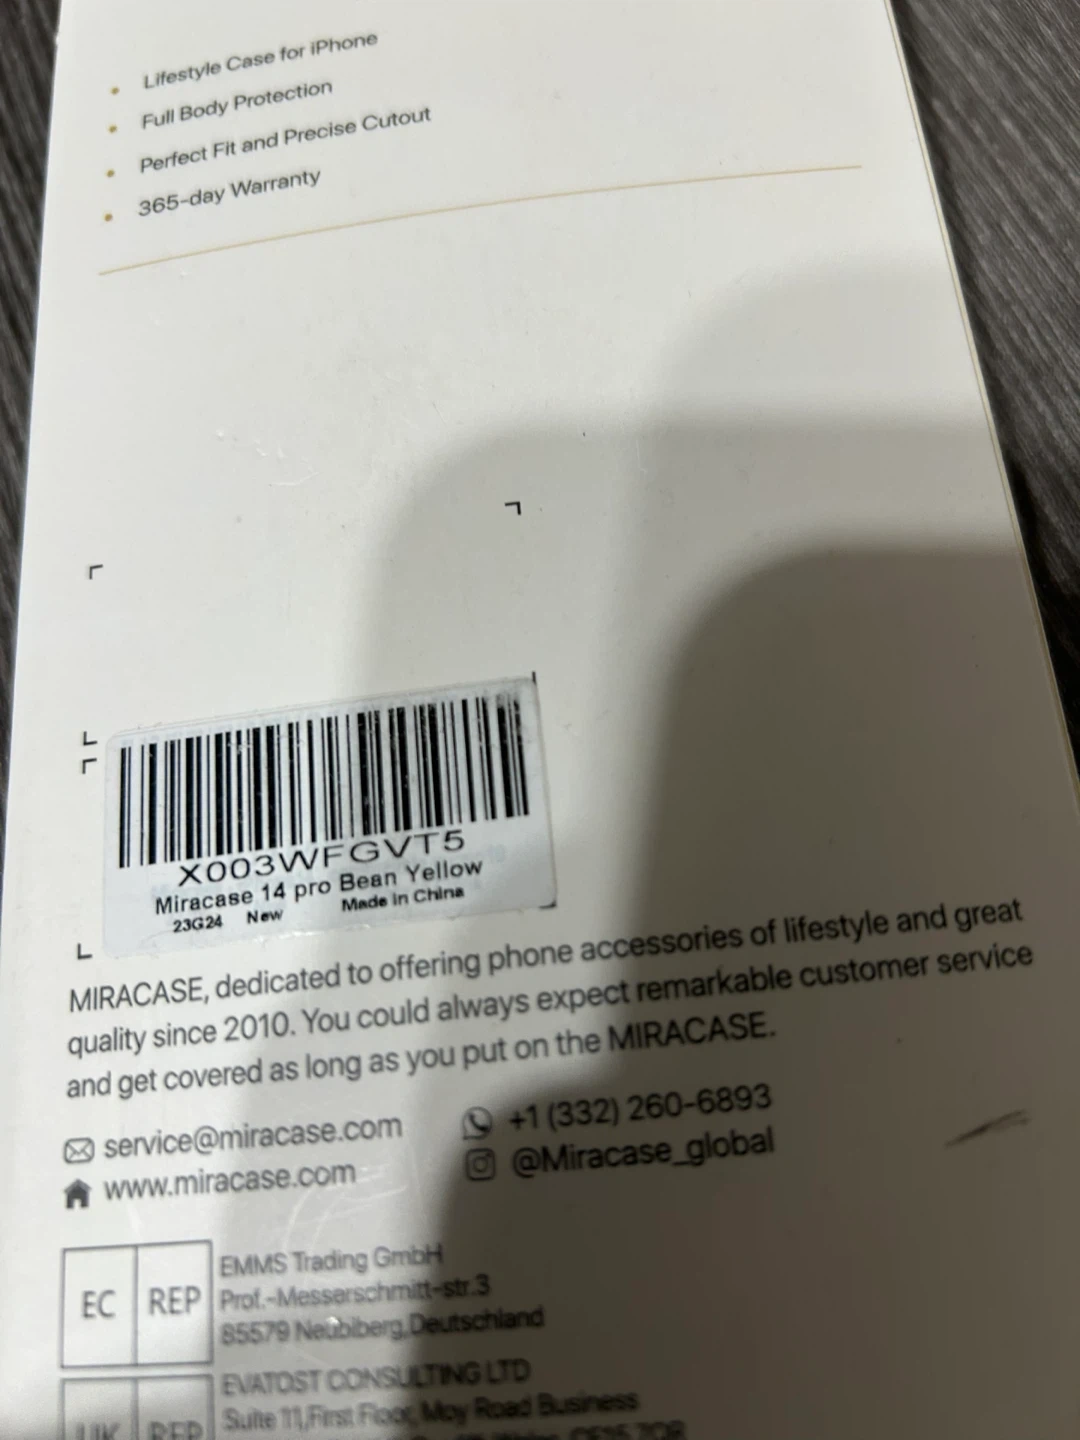 Lifestyle Case for iPhone
Full Body Protection
Perfect Fit and Precise Cutout
365-day Warranty
X003WFGVT5
Miracase 14 pro Bean Yellow
23G24 New Made in China
MIRACASE, dedicated to offering phone accessories of lifestyle and great
quality since 2010. You could always expect remarkable customer service
and get covered as long as you put on the MIRACASE.
service@miracase.com
+1 (332) 260-6893
www.miracase.com
@Miracase_global
EC REP
EMMS Trading GmbH
Prof.-Messerschmitt-str.3
85579 Neubiberg,Deutschland
UK REP
EVATOST CONSULTING LTD
Suite 11,First Floor, Moy Road Business